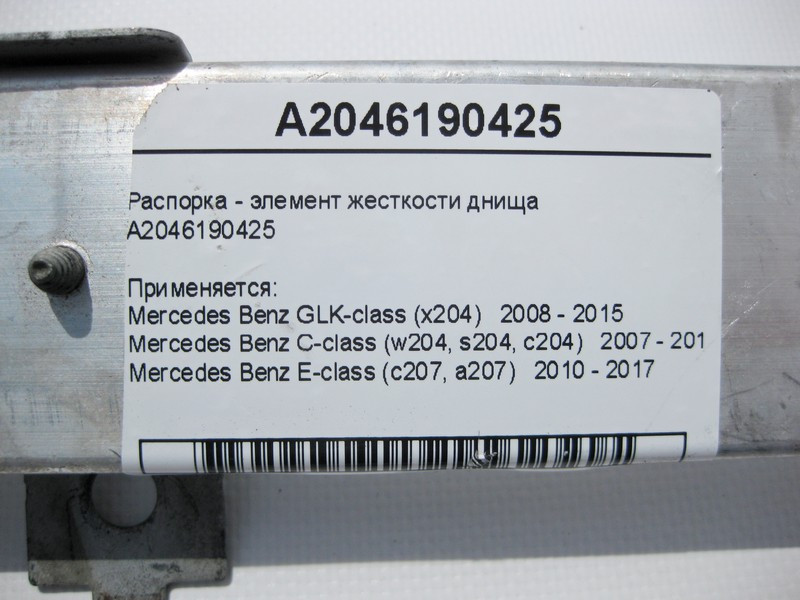 A2046190425
Распорка - элемент жесткости днища
A2046190425
Применяется:
Mercedes Benz GLK-class (x204) 2008 - 2015
Mercedes Benz C-class (w204, s204, c204) 2007 - 201
Mercedes Benz E-class (c207, a207) 2010 - 2017